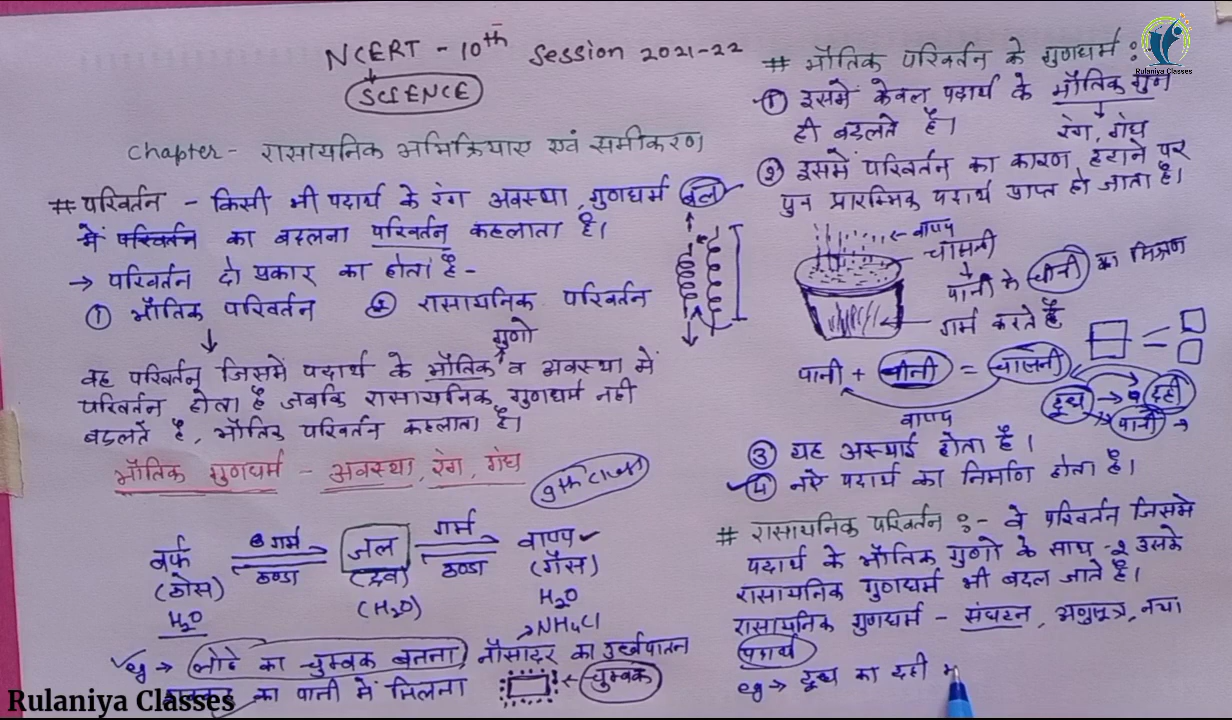 NCERT - 10th Session 2021-22
SCIENCE
Chapter - रासायनिक अभिक्रियाए एवं समीकरण
# परिवर्तन - किसी भी पदार्थ के रंग अवस्था, गुणधर्म बल
में परिवर्तन का बदलना परिवर्तन कहलाता है।
→ परिवर्तन दो प्रकार का होता है -
① भौतिक परिवर्तन ② रासायनिक परिवर्तन
गुणो
वह परिवर्तन जिसमें पदार्थ के भौतिक व अवस्था में
परिवर्तन होता है जबकि रासायनिक गुणधर्म नही
बदलते है, भौतिक परिवर्तन कहलाता है।
भौतिक गुणधर्म - अवस्था, रंग, गंध
9th class
बर्फ गर्म जल गर्म वाष्प
(ठोस) ठण्डा (द्रव) ठण्डा (गैस)
H₂O (H₂O) H₂O
NH₄Cl
eg → लोहे का चुम्बक बनना, नौसादर का उर्ध्वपातन
शक्कर का पानी में मिलना चुम्बक
# भौतिक परिवर्तन के गुणधर्म :-
① इसमें केवल पदार्थ के भौतिक गुण
ही बदलते है। रंग, गंध
② इसमें परिवर्तन का कारण हटाने पर
पुन प्रारम्भिक पदार्थ प्राप्त हो जाता है।
वाष्प
चासनी
पानी के चीनी का मिश्रण
गर्म करते है
पानी + चीनी = चासनी
वाष्प
दूध → दही
पानी →
③ यह अस्थाई होता है।
④ नये पदार्थ का निर्माण होता है।
# रासायनिक परिवर्तन :- वे परिवर्तन जिसमे
पदार्थ के भौतिक गुणो के साथ-२ उसके
रासायनिक गुणधर्म भी बदल जाते है।
रासायनिक गुणधर्म - संघटन, अणुसूत्र, नया
पदार्थ
eg → दूध का दही म
Rulaniya Classes
Rulaniya Classes